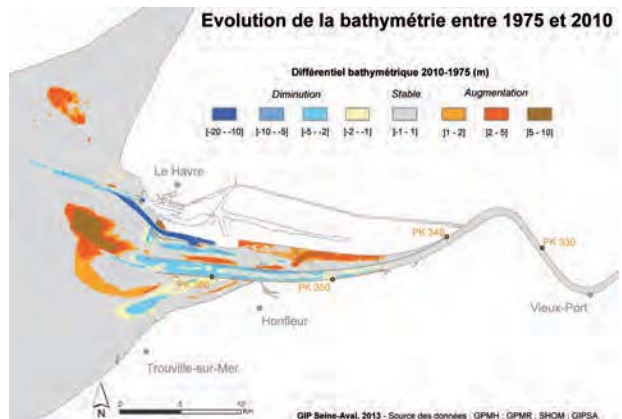 Evolution de la bathymétrie entre 1975 et 2010
Différentiel bathymétrique 2010-1975 (m)
Diminution Stable Augmentation
[-20 - -10] ]-10 - -5] ]-5 - -2] ]-2 - -1] ]-1 - 1] ]1 - 2] ]2 - 5] ]5 - 10]
Le Havre
PK 340
PK 330
PK 360
PK 350
Vieux-Port
Honfleur
Trouville-sur-Mer
N
0 5 10
Km
GIP Seine-Aval, 2013 - Source des données : GPMH ; GPMR ; SHOM ; GIPSA